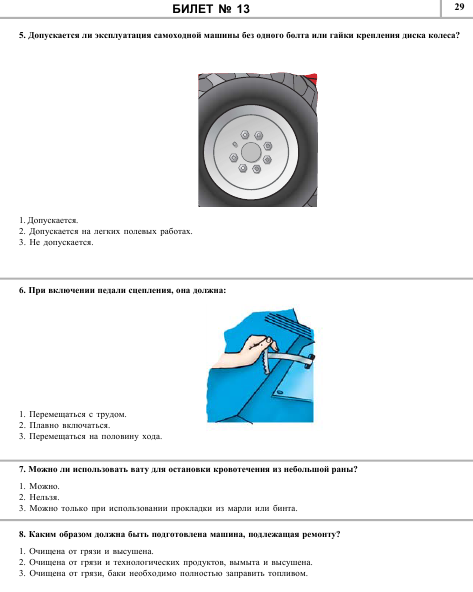 БИЛЕТ № 13
29
5. Допускается ли эксплуатация самоходной машины без одного болта или гайки крепления диска колеса?
1. Допускается.
2. Допускается на легких полевых работах.
3. Не допускается.
6. При включении педали сцепления, она должна:
1. Перемещаться с трудом.
2. Плавно включаться.
3. Перемещаться на половину хода.
7. Можно ли использовать вату для остановки кровотечения из небольшой раны?
1. Можно.
2. Нельзя.
3. Можно только при использовании прокладки из марли или бинта.
8. Каким образом должна быть подготовлена машина, подлежащая ремонту?
1. Очищена от грязи и высушена.
2. Очищена от грязи и технологических продуктов, вымыта и высушена.
3. Очищена от грязи, баки необходимо полностью заправить топливом.